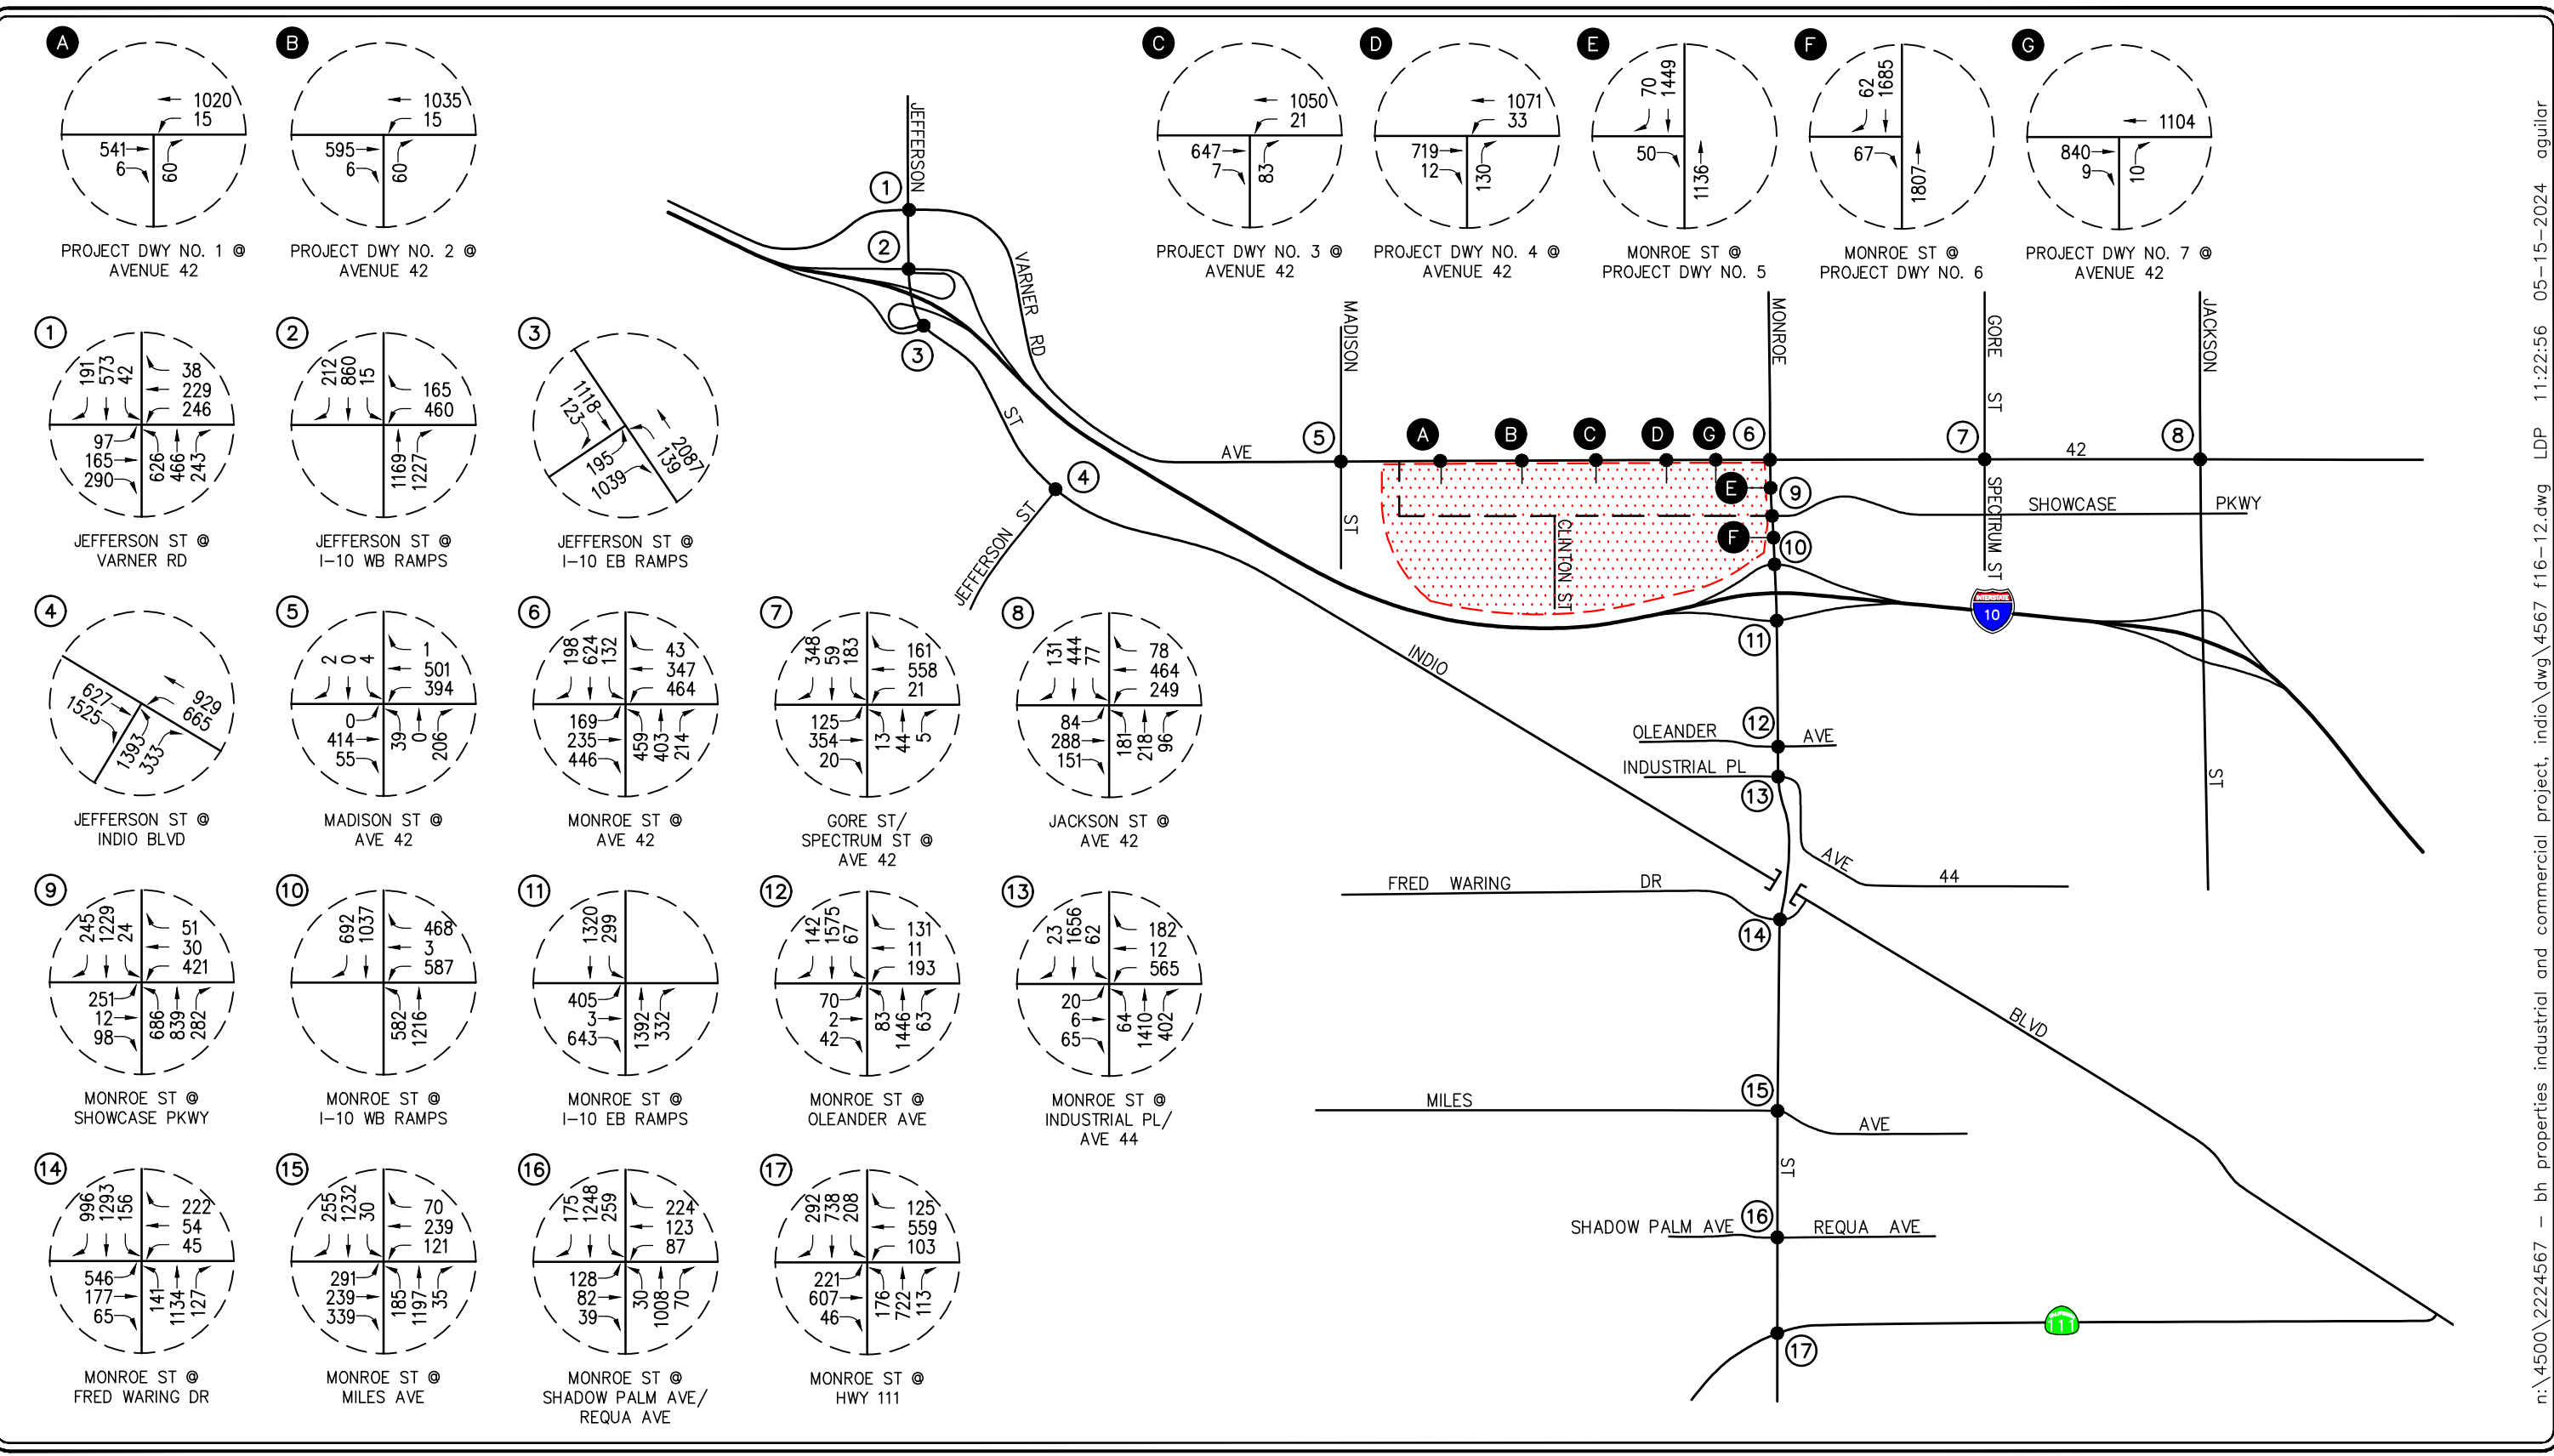 A
1020
15
541
6
60
PROJECT DWY NO. 1 @
AVENUE 42
B
1035
15
595
6
60
PROJECT DWY NO. 2 @
AVENUE 42
C
1050
21
647
7
83
PROJECT DWY NO. 3 @
AVENUE 42
D
1071
33
719
12
130
PROJECT DWY NO. 4 @
AVENUE 42
E
70
1449
50
1136
MONROE ST @
PROJECT DWY NO. 5
F
62
1685
67
1807
MONROE ST @
PROJECT DWY NO. 6
G
1104
840
9
10
PROJECT DWY NO. 7 @
AVENUE 42
1
191
573
42
38
229
246
97
165
290
626
466
243
JEFFERSON ST @
VARNER RD
2
212
860
15
165
460
1169
1227
JEFFERSON ST @
I-10 WB RAMPS
3
1118
123
2087
139
195
1039
JEFFERSON ST @
I-10 EB RAMPS
4
627
1525
929
665
1393
333
JEFFERSON ST @
INDIO BLVD
5
2
0
4
1
501
394
0
414
55
39
0
206
MADISON ST @
AVE 42
6
198
624
132
43
347
464
169
235
446
459
403
214
MONROE ST @
AVE 42
7
348
59
183
161
558
21
125
354
20
13
44
5
GORE ST/
SPECTRUM ST @
AVE 42
8
131
444
77
78
464
249
84
288
151
181
218
96
JACKSON ST @
AVE 42
9
245
1229
24
51
30
421
251
12
98
686
839
282
MONROE ST @
SHOWCASE PKWY
10
692
1037
468
3
587
582
1216
MONROE ST @
I-10 WB RAMPS
11
1320
299
405
3
643
1392
332
MONROE ST @
I-10 EB RAMPS
12
142
1575
67
131
11
193
70
2
42
83
1446
63
MONROE ST @
OLEANDER AVE
13
23
1656
62
182
12
565
20
6
65
64
1410
402
MONROE ST @
INDUSTRIAL PL/
AVE 44
14
996
1293
156
222
54
45
546
177
65
141
1134
127
MONROE ST @
FRED WARING DR
15
255
1232
30
70
239
121
291
239
339
185
1197
35
MONROE ST @
MILES AVE
16
175
1248
259
224
123
87
128
82
39
30
1008
70
MONROE ST @
SHADOW PALM AVE/
REQUA AVE
17
292
738
208
125
559
103
221
607
46
176
722
113
MONROE ST @
HWY 111
JEFFERSON
1
2
3
ST
4
JEFFERSON ST
VARNER RD
MADISON
ST
MONROE
GORE ST
SPECTRUM ST
JACKSON
ST
AVE
5
A
B
C
D
G
6
7
42
8
E
9
SHOWCASE PKWY
F
10
CLINTON ST
INTERSTATE
10
11
INDIO
12
OLEANDER AVE
INDUSTRIAL PL
13
AVE 44
FRED WARING DR
14
BLVD
15
MILES AVE
ST
SHADOW PALM AVE
16
REQUA AVE
17
111
n:\4500\2224567 - bh properties industrial and commercial project, indio\dwg\4567 f16-12.dwg LDP 11:22:56 05-15-2024 aguilar